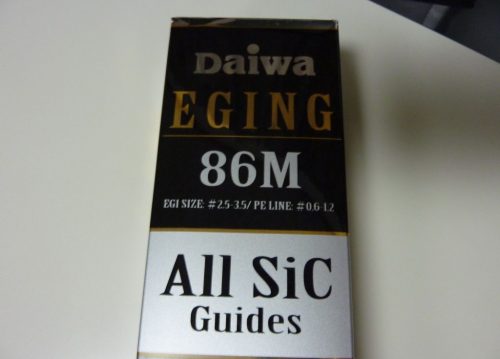 Daiwa
EGING
86M
EGI SIZE: #2.5-3.5/ PE LINE: #0.6-1.2
All SiC
Guides